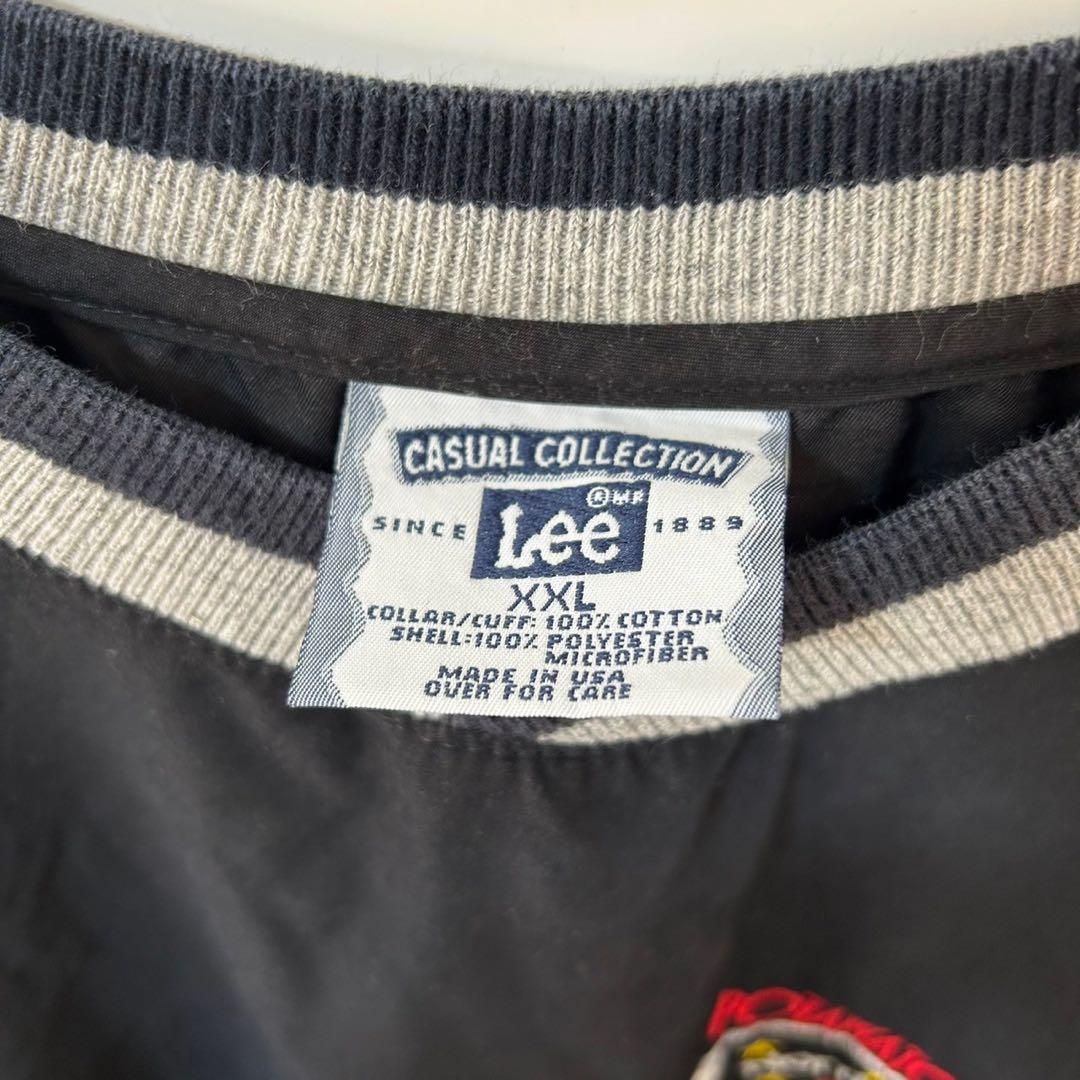 CASUAL COLLECTION
® MR
SINCE Lee 1889
XXL
COLLAR/CUFF: 100% COTTON
SHELL:100% POLYESTER
MICROFIBER
MADE IN USA
OVER FOR CARE